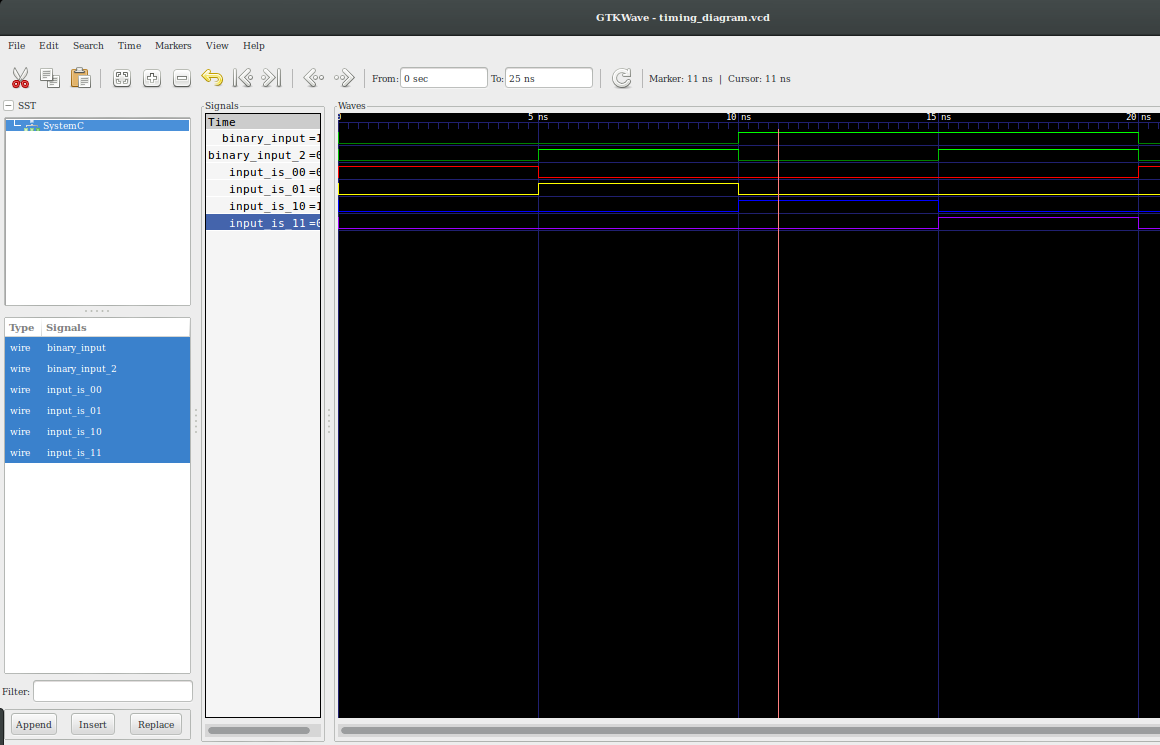 GTKWave - timing_diagram.vcd
File Edit Search Time Markers View Help
From: 0 sec To: 25 ns Marker: 11 ns | Cursor: 11 ns
SST
SystemC
Type Signals
wire binary_input
wire binary_input_2
wire input_is_00
wire input_is_01
wire input_is_10
wire input_is_11
Filter:
Append Insert Replace
Signals
Time
binary_input =1
binary_input_2 =0
input_is_00 =0
input_is_01 =0
input_is_10 =1
input_is_11 =0
Waves
0 5 ns 10 ns 15 ns 20 ns